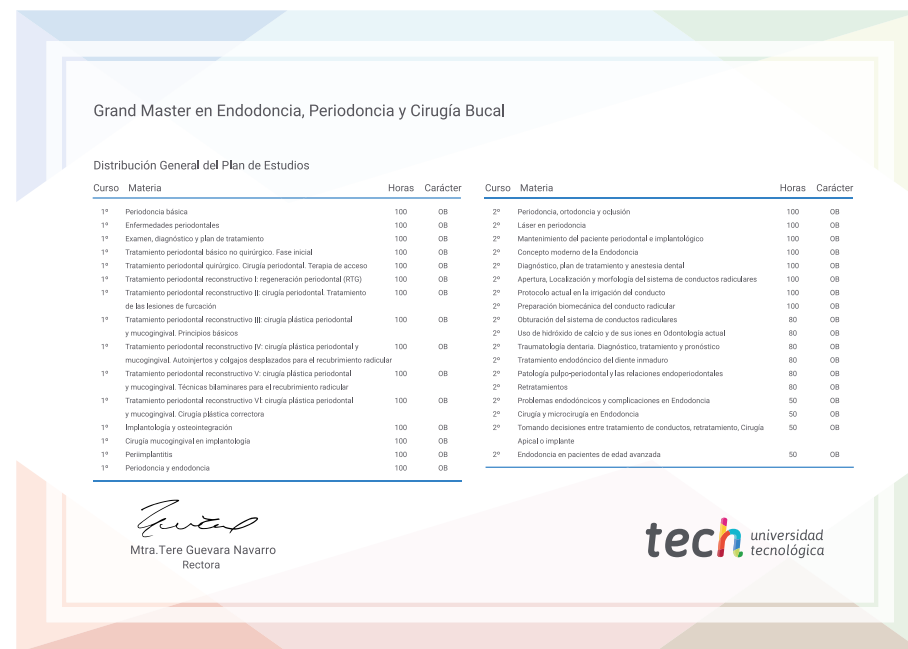 Grand Master en Endodoncia, Periodoncia y Cirugía Bucal
Distribución General del Plan de Estudios
Curso Materia Horas Carácter
1º Periodoncia básica 100 OB
1º Enfermedades periodontales 100 OB
1º Examen, diagnóstico y plan de tratamiento 100 OB
1º Tratamiento periodontal básico no quirúrgico. Fase inicial 100 OB
1º Tratamiento periodontal quirúrgico. Cirugía periodontal. Terapia de acceso 100 OB
1º Tratamiento periodontal reconstructivo I: regeneración periodontal (RTG) 100 OB
1º Tratamiento periodontal reconstructivo II: cirugía periodontal. Tratamiento 100 OB
de las lesiones de furcación
1º Tratamiento periodontal reconstructivo III: cirugía plástica periodontal 100 OB
y mucogingival. Principios básicos
1º Tratamiento periodontal reconstructivo IV: cirugía plástica periodontal y 100 OB
mucogingival. Autoinjertos y colgajos desplazados para el recubrimiento radicular
1º Tratamiento periodontal reconstructivo V: cirugía plástica periodontal 100 OB
y mucogingival. Técnicas bilaminares para el recubrimiento radicular
1º Tratamiento periodontal reconstructivo VI: cirugía plástica periodontal 100 OB
y mucogingival. Cirugía plástica correctora
1º Implantología y osteointegración 100 OB
1º Cirugía mucogingival en implantología 100 OB
1º Periimplantitis 100 OB
1º Periodoncia y endodoncia 100 OB
Curso Materia Horas Carácter
2º Periodoncia, ortodoncia y oclusión 100 OB
2º Láser en periodoncia 100 OB
2º Mantenimiento del paciente periodontal e implantológico 100 OB
2º Concepto moderno de la Endodoncia 100 OB
2º Diagnóstico, plan de tratamiento y anestesia dental 100 OB
2º Apertura, Localización y morfología del sistema de conductos radiculares 100 OB
2º Protocolo actual en la irrigación del conducto 100 OB
2º Preparación biomecánica del conducto radicular 100 OB
2º Obturación del sistema de conductos radiculares 80 OB
2º Uso de hidróxido de calcio y de sus iones en Odontología actual 80 OB
2º Traumatología dentaria. Diagnóstico, tratamiento y pronóstico 80 OB
2º Tratamiento endodóncico del diente inmaduro 80 OB
2º Patología pulpo-periodontal y las relaciones endoperiodontales 80 OB
2º Retratamientos 80 OB
2º Problemas endodóncicos y complicaciones en Endodoncia 50 OB
2º Cirugía y microcirugía en Endodoncia 50 OB
2º Tomando decisiones entre tratamiento de conductos, retratamiento, Cirugía 50 OB
Apical o implante
2º Endodoncia en pacientes de edad avanzada 50 OB
Mtra.Tere Guevara Navarro
Rectora
tech universidad
tecnológica